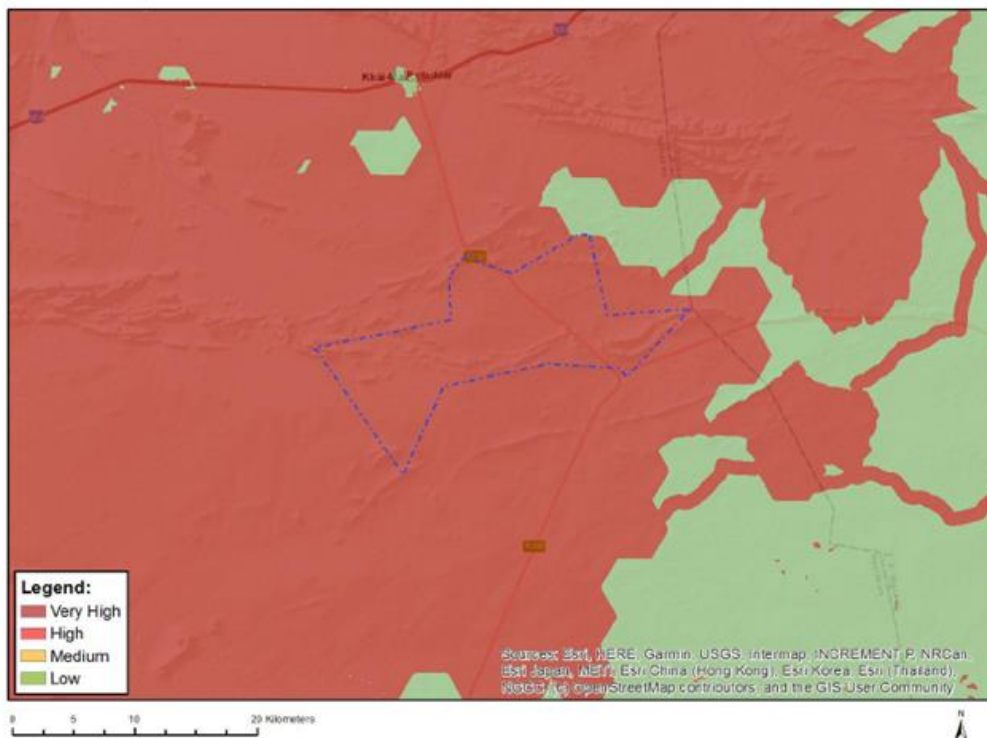 Legend:
Very High
High
Medium
Low
Sources: Esri, HERE, Garmin, USGS, Intermap, INCREMENT P, NRCan,
Esri Japan, METI, Esri China (Hong Kong), Esri Korea, Esri (Thailand),
NGCC, (c) OpenStreetMap contributors, and the GIS User Community
0 5 10 20 Kilometers
N